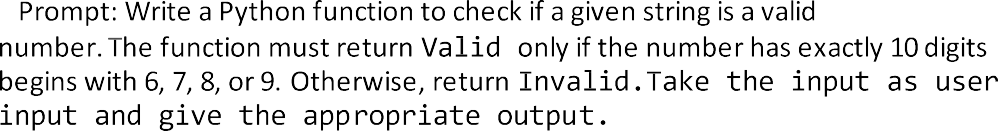 Prompt: Write a Python function to check if a given string is a valid
number. The function must return Valid only if the number has exactly 10 digits
begins with 6, 7, 8, or 9. Otherwise, return Invalid.Take the input as user
input and give the appropriate output.